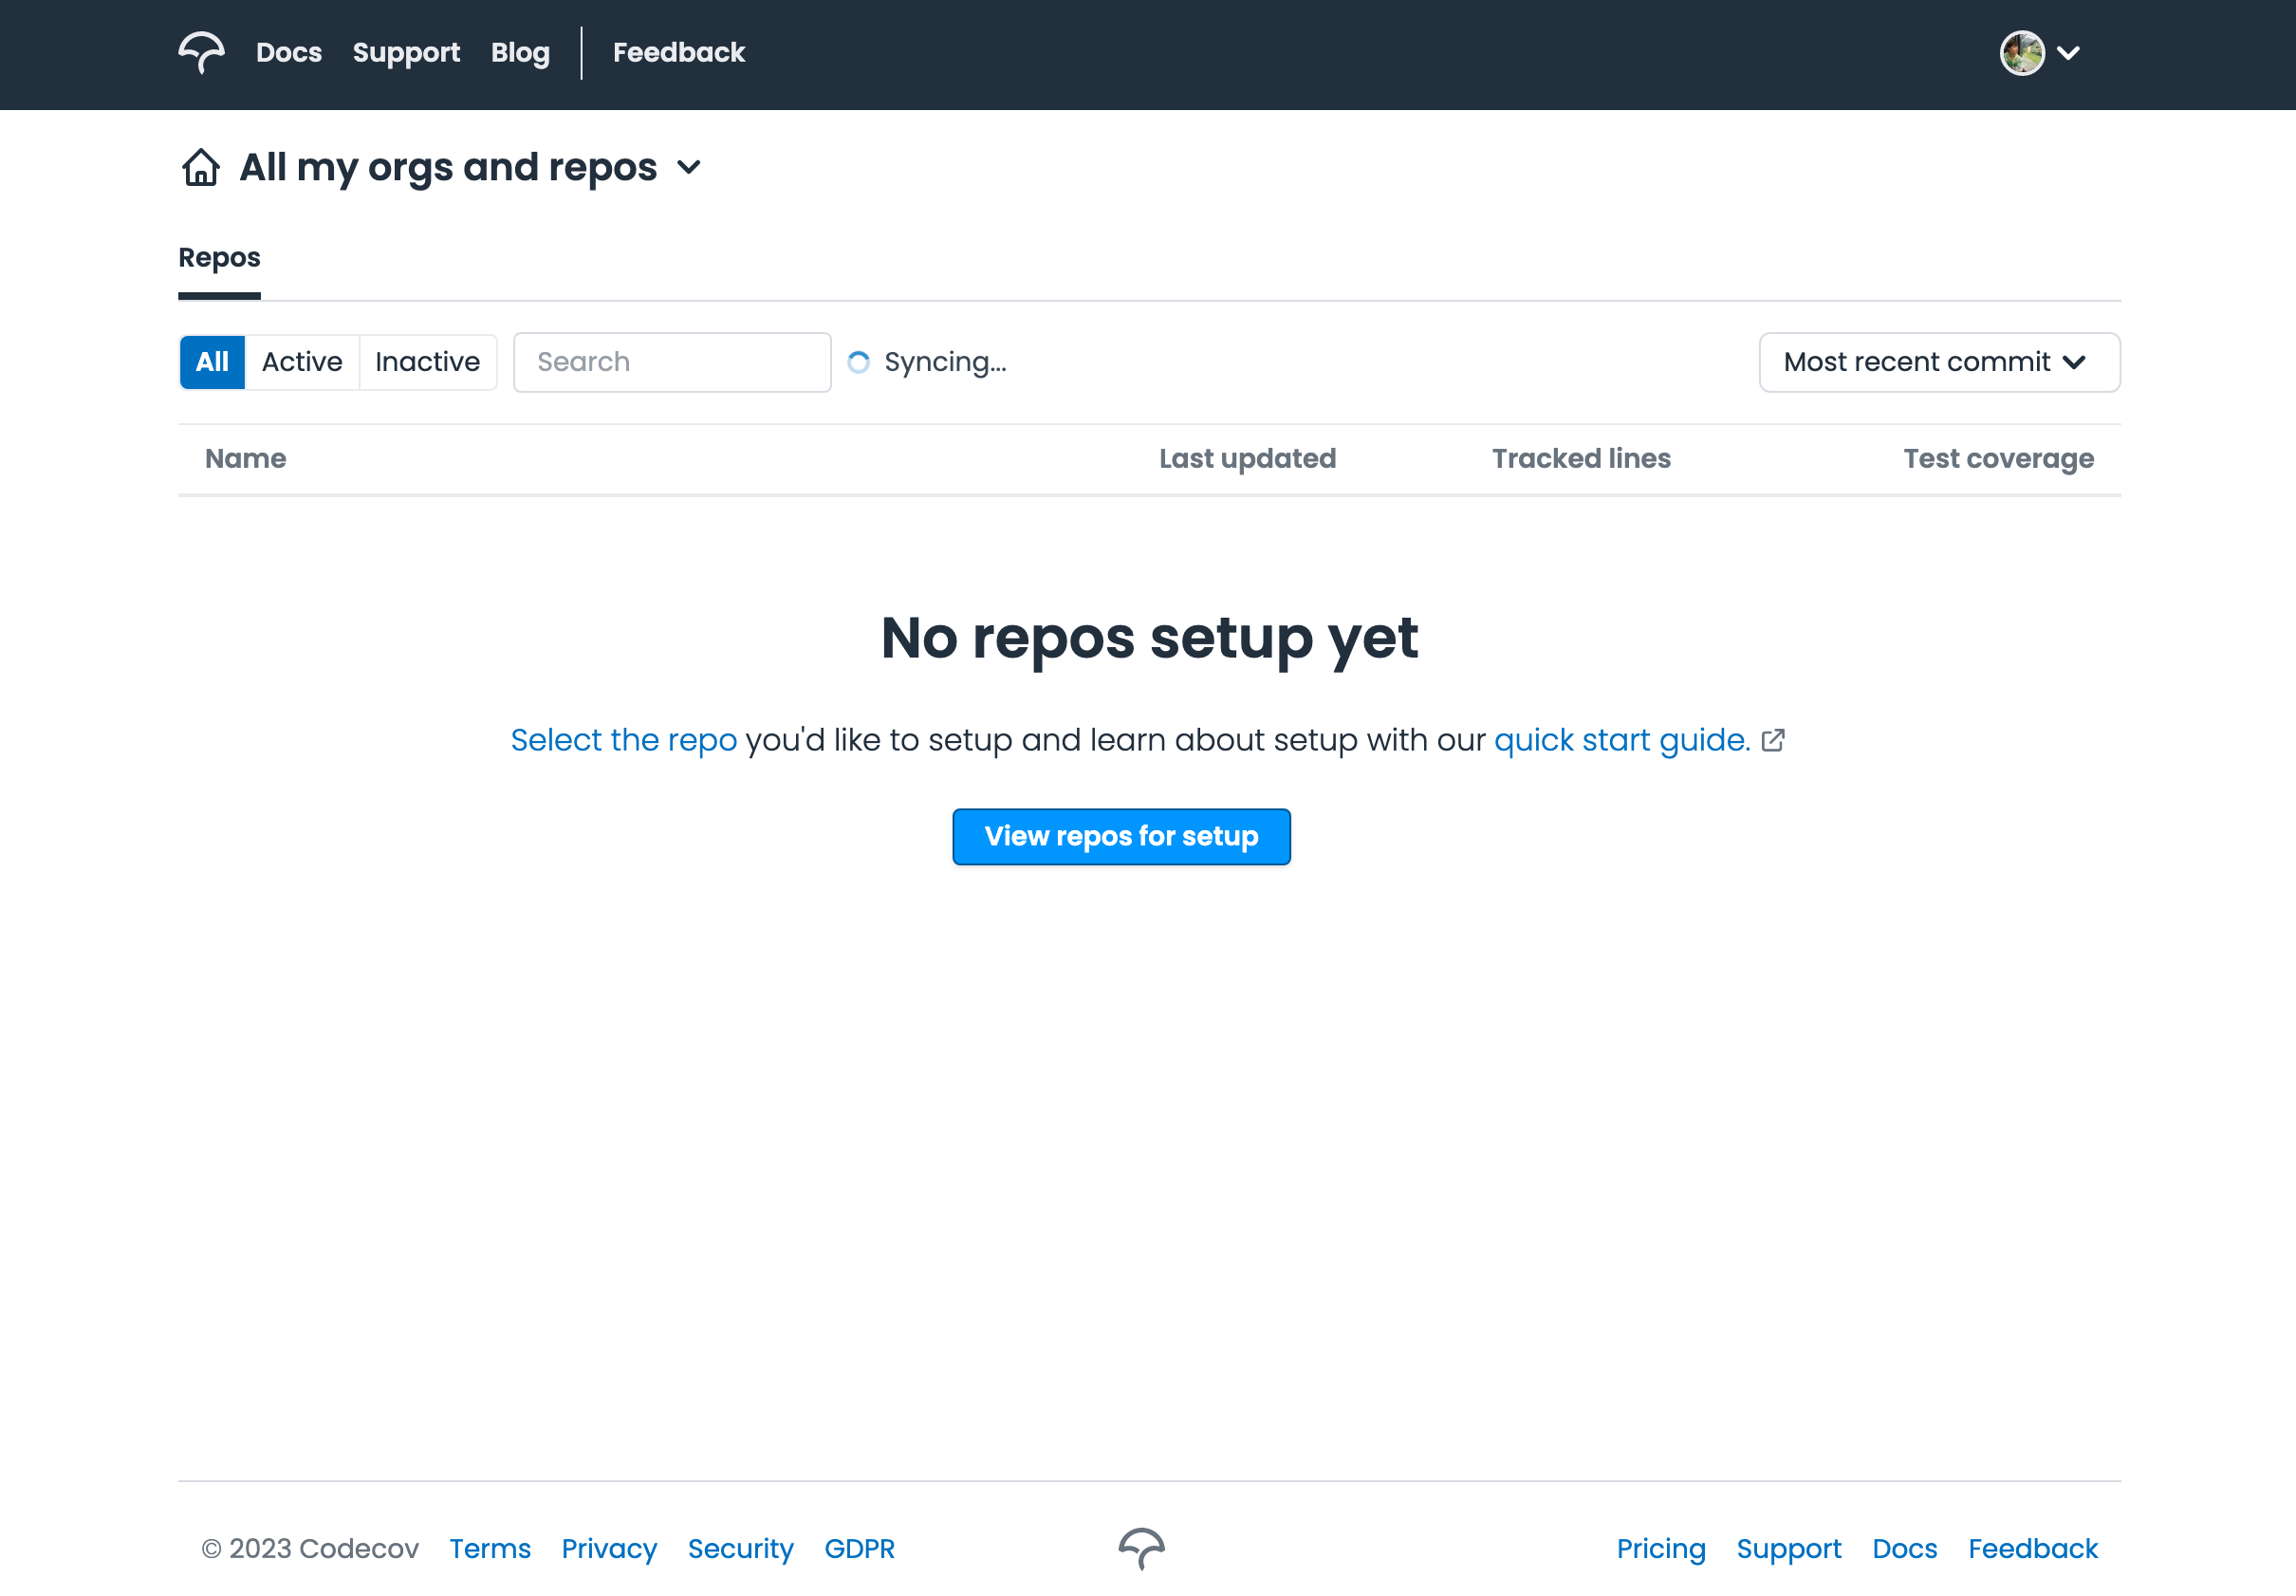 Docs Support Blog Feedback
All my orgs and repos
Repos
All Active Inactive Search Syncing... Most recent commit
Name Last updated Tracked lines Test coverage
No repos setup yet
Select the repo you'd like to setup and learn about setup with our quick start guide.
View repos for setup
© 2023 Codecov Terms Privacy Security GDPR Pricing Support Docs Feedback